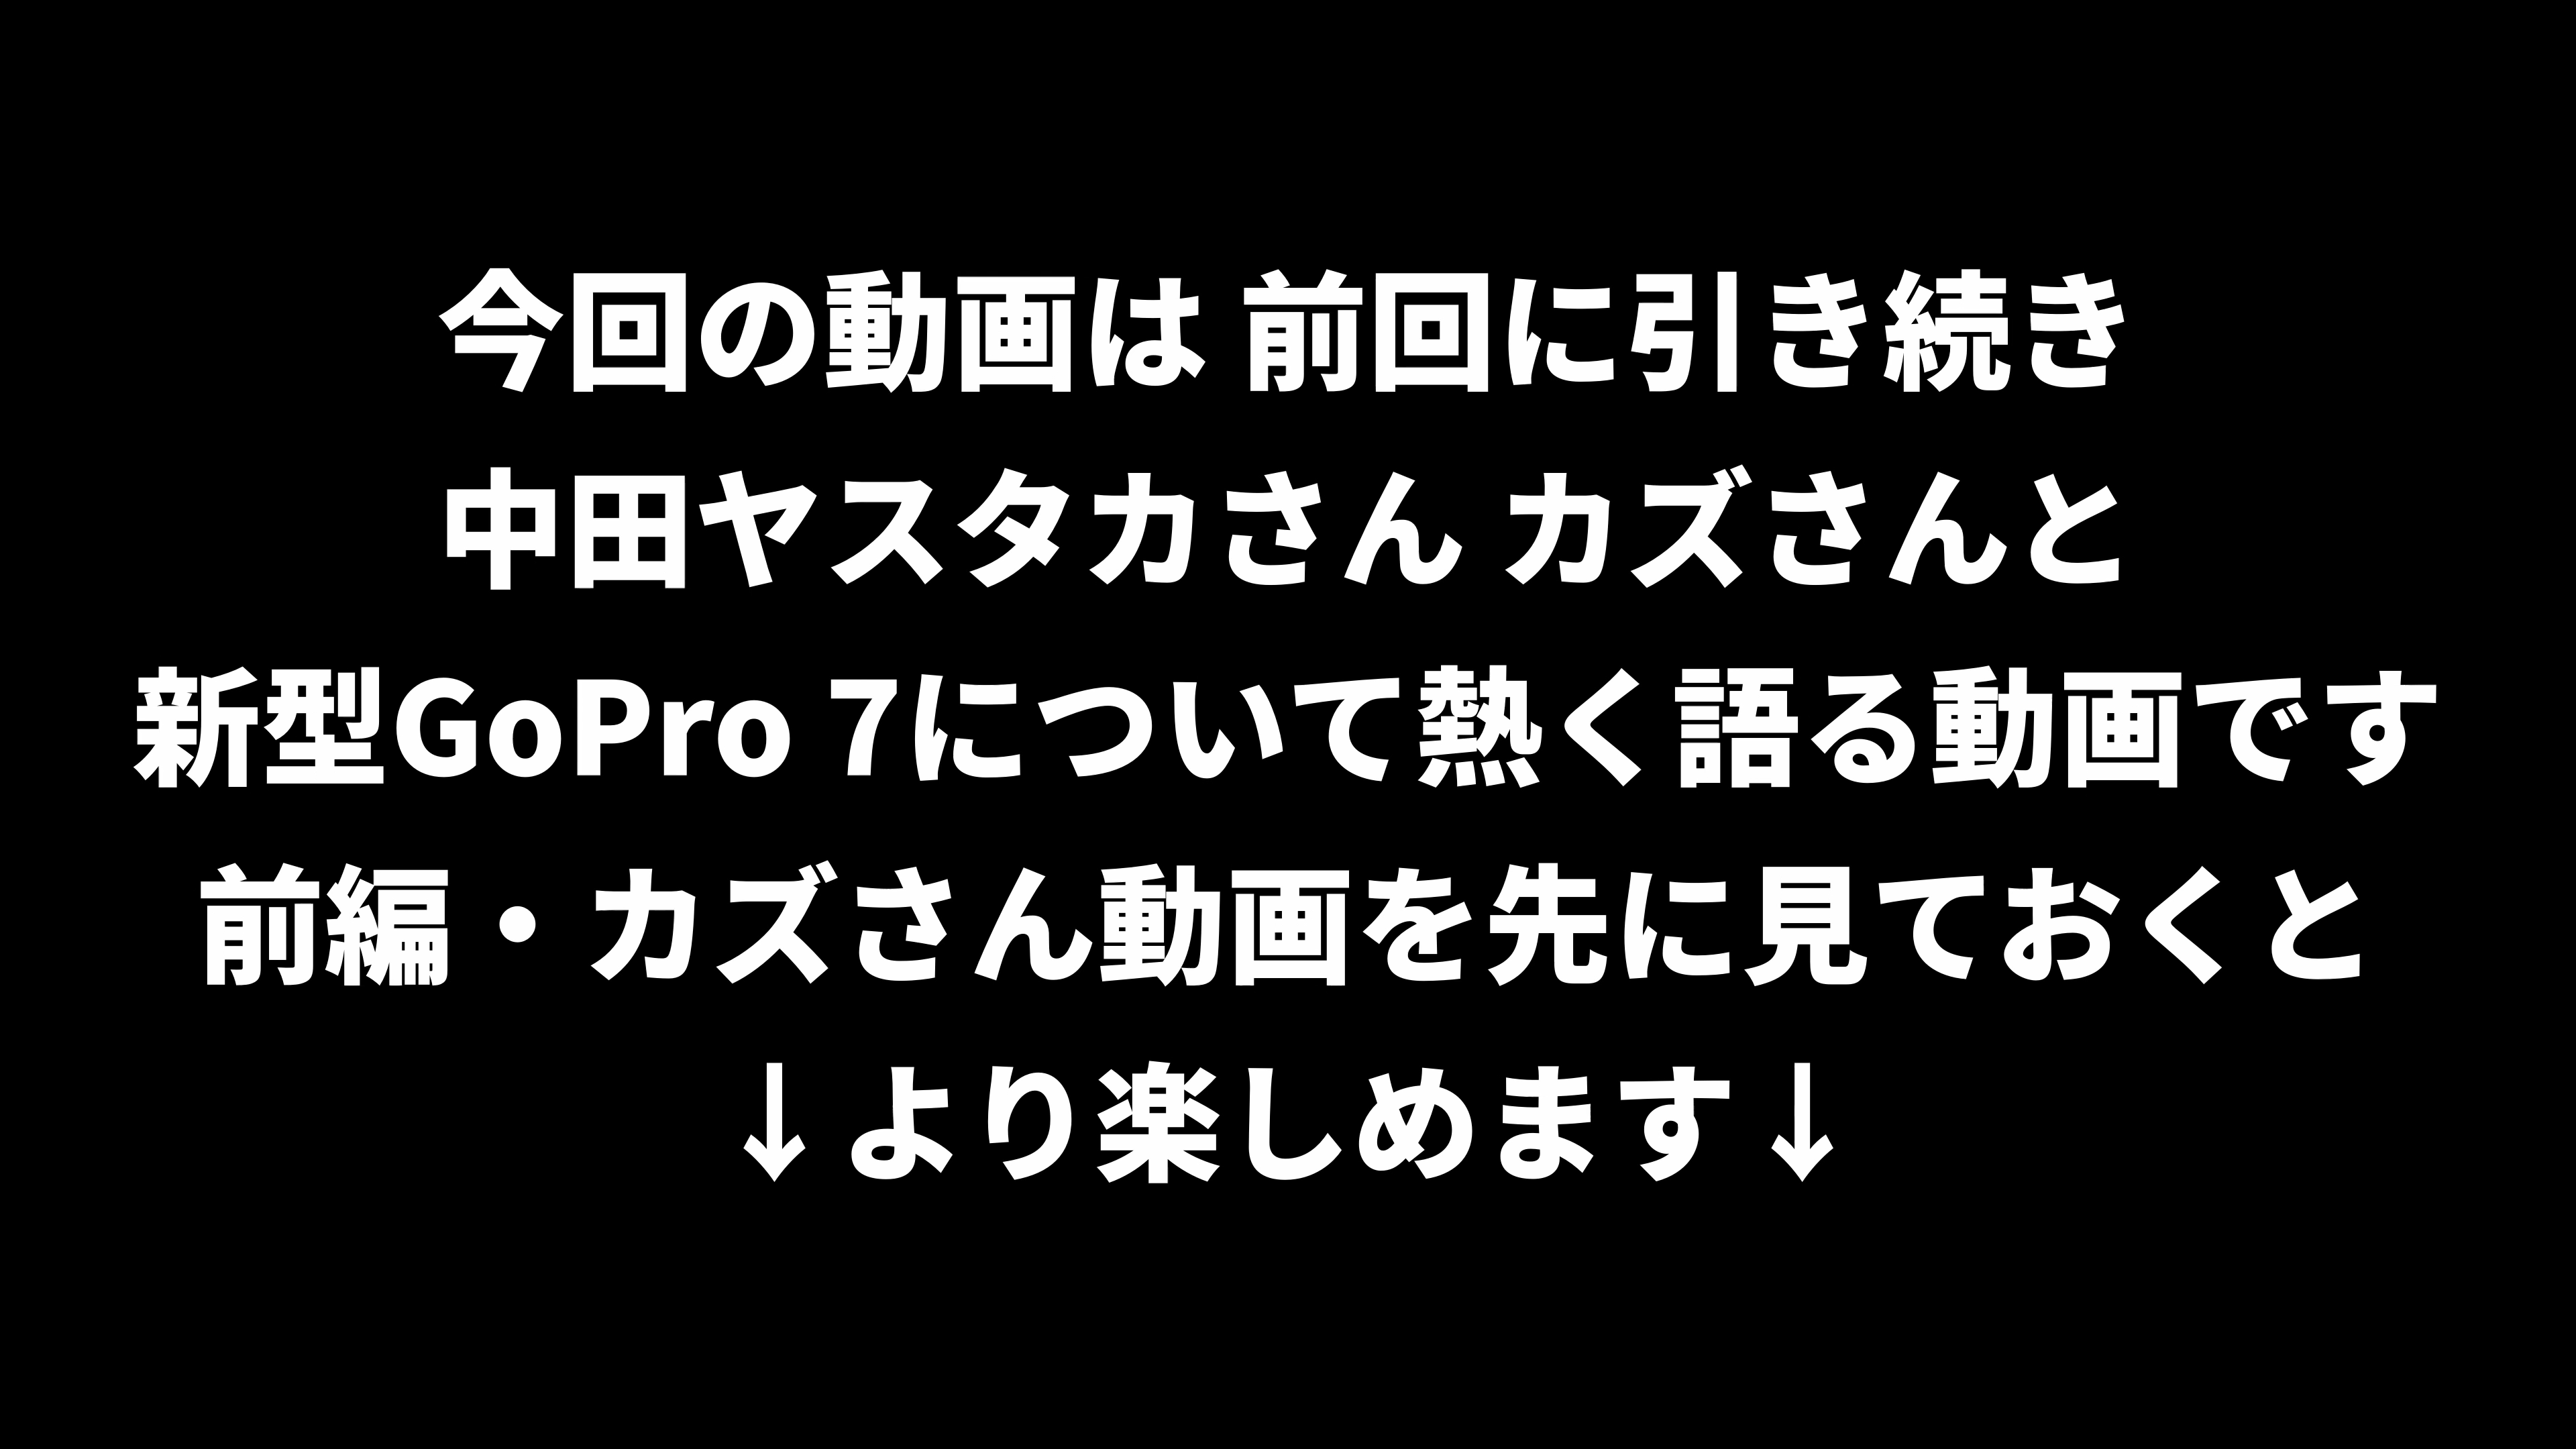 今回の動画は 前回に引き続き
中田ヤスタカさん カズさんと
新型GoPro 7について熱く語る動画です
前編・カズさん動画を先に見ておくと
↓より楽しめます↓